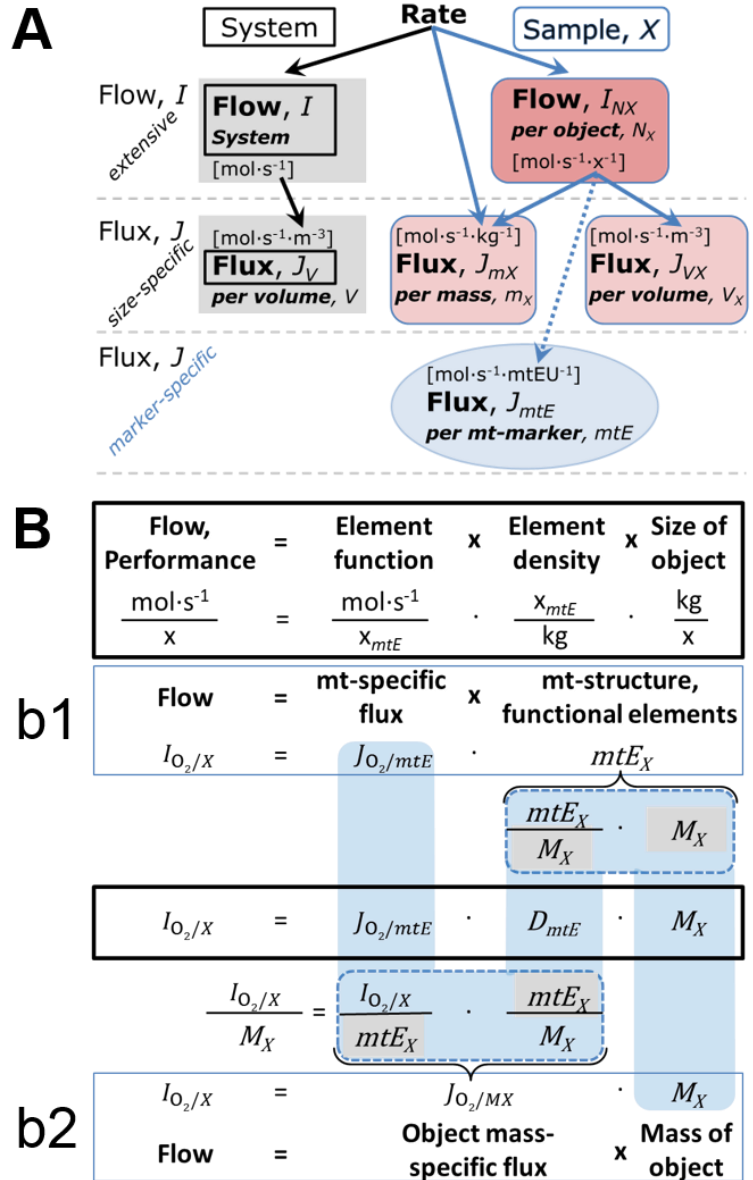 A
System
Rate
Sample, X
Flow, I
extensive
Flow, I
System
[mol·s⁻¹]
Flow, I_NX
per object, N_X
[mol·s⁻¹·x⁻¹]
Flux, J
size-specific
[mol·s⁻¹·m⁻³]
Flux, J_V
per volume, V
[mol·s⁻¹·kg⁻¹]
Flux, J_mX
per mass, m_X
[mol·s⁻¹·m⁻³]
Flux, J_VX
per volume, V_X
Flux, J
marker-specific
[mol·s⁻¹·mtEU⁻¹]
Flux, J_mtE
per mt-marker, mtE
B
Flow, Element Element Size of
Performance = function x density x object
mol·s⁻¹/x = mol·s⁻¹/x_mtE · x_mtE/kg · kg/x
b1
Flow = mt-specific flux x mt-structure, functional elements
I_O₂/X = J_O₂/mtE · mtE_X
mtE_X/M_X · M_X
I_O₂/X = J_O₂/mtE · D_mtE · M_X
I_O₂/X/M_X = I_O₂/X/mtE_X · mtE_X/M_X
b2
I_O₂/X = J_O₂/MX · M_X
Flow = Object mass-specific flux x Mass of object